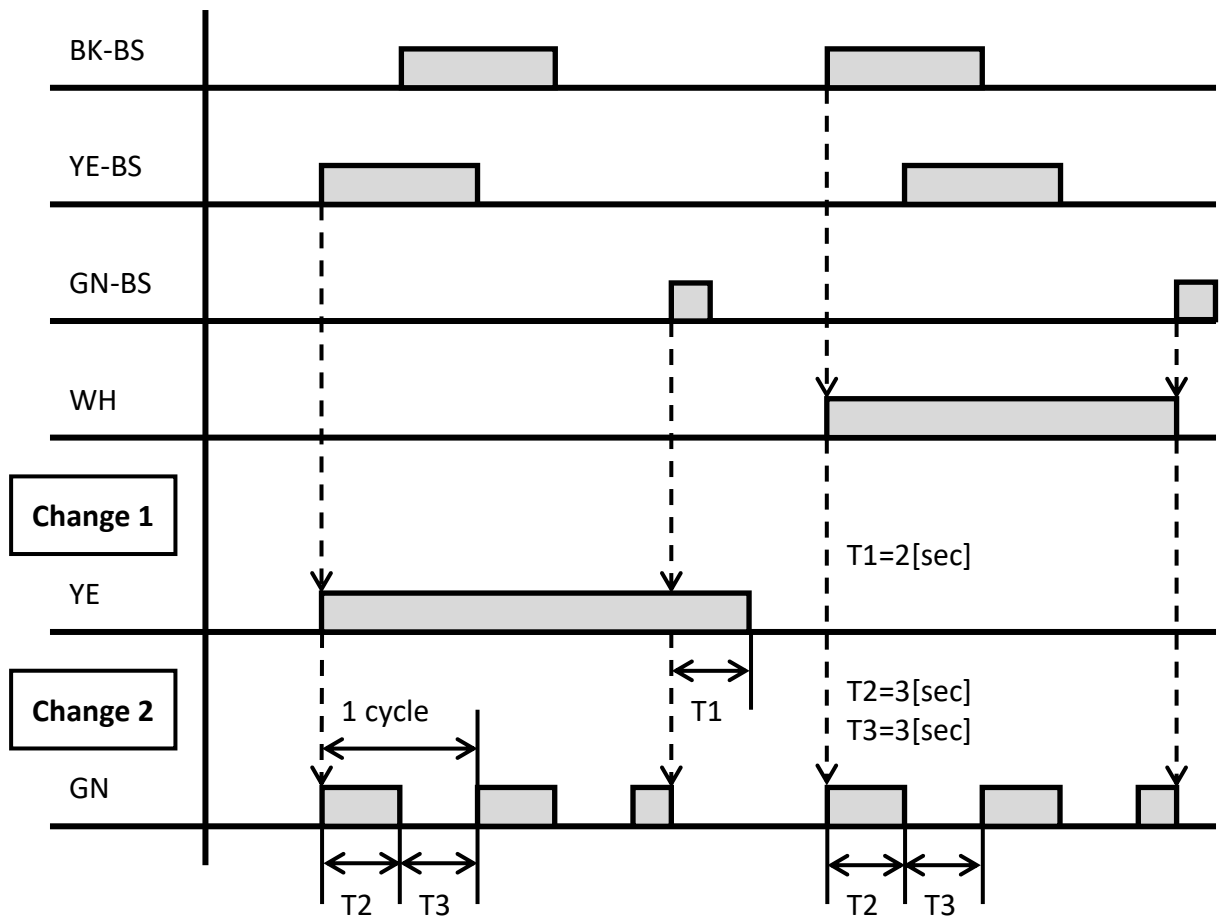 BK-BS
YE-BS
GN-BS
WH
Change 1
T1=2[sec]
YE
Change 2
1 cycle
T1
T2=3[sec]
T3=3[sec]
GN
T2
T3
T2
T3